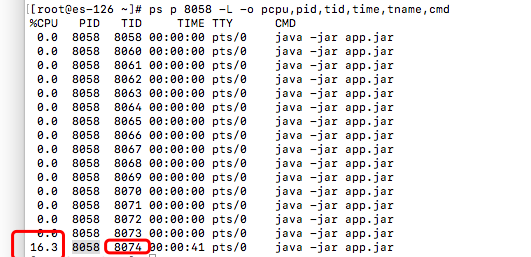 [[root@es-126 ~]# ps p 8058 -L -o pcpu,pid,tid,time,tname,cmd
%CPU PID TID TIME TTY CMD
0.0 8058 8058 00:00:00 pts/0 java -jar app.jar
0.0 8058 8060 00:00:00 pts/0 java -jar app.jar
0.0 8058 8061 00:00:00 pts/0 java -jar app.jar
0.0 8058 8062 00:00:00 pts/0 java -jar app.jar
0.0 8058 8063 00:00:00 pts/0 java -jar app.jar
0.0 8058 8064 00:00:00 pts/0 java -jar app.jar
0.0 8058 8065 00:00:00 pts/0 java -jar app.jar
0.0 8058 8066 00:00:00 pts/0 java -jar app.jar
0.0 8058 8067 00:00:00 pts/0 java -jar app.jar
0.0 8058 8068 00:00:00 pts/0 java -jar app.jar
0.0 8058 8069 00:00:00 pts/0 java -jar app.jar
0.0 8058 8070 00:00:00 pts/0 java -jar app.jar
0.0 8058 8071 00:00:00 pts/0 java -jar app.jar
0.0 8058 8072 00:00:00 pts/0 java -jar app.jar
0.0 8058 8073 00:00:00 pts/0 java -jar app.jar
16.3 8058 8074 00:00:41 pts/0 java -jar app.jar